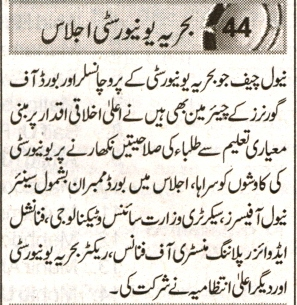 44 بحریہ یونیورسٹی اجلاس
نیول چیف جو بحریہ یونیورسٹی کے پرو چانسلر اور بورڈ آف
گورنرز کے چیئرمین بھی ہیں نے اعلیٰ اخلاقی اقدار پر مبنی
معیاری تعلیم سے طلباء کی صلاحیتیں نکھارنے پر یونیورسٹی
کی کاوشوں کو سراہا، اجلاس میں بورڈ ممبران بشمول سینئر
نیول آفیسرز، سیکرٹری وزارت سائنس و ٹیکنالوجی، فنانشل
ایڈوائزر پلاننگ منسٹری آف فنانس، ریکٹر بحریہ یونیورسٹی
اور دیگر اعلیٰ انتظامیہ نے شرکت کی۔